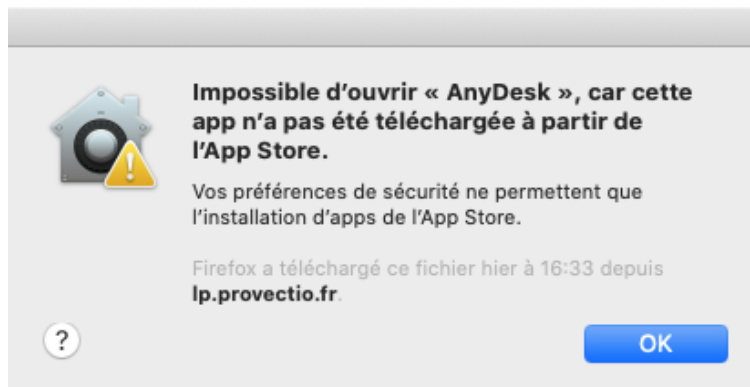 Impossible d'ouvrir « AnyDesk », car cette
app n'a pas été téléchargée à partir de
l'App Store.
Vos préférences de sécurité ne permettent que
l'installation d'apps de l'App Store.
Firefox a téléchargé ce fichier hier à 16:33 depuis
lp.provectio.fr.
?
OK